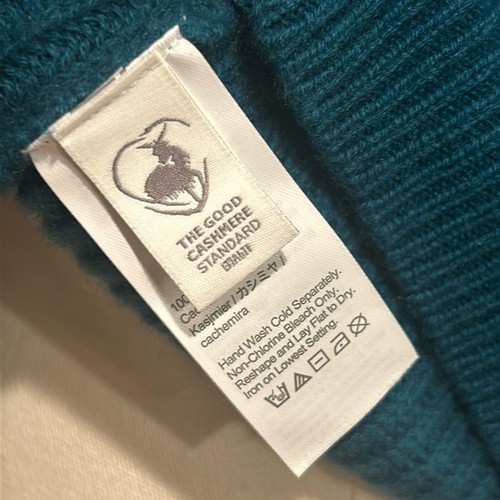 THE GOOD
CASHMERE
STANDARD
100
Ca
Kasimier / カシミヤ /
cachemira
Hand Wash Cold Separately.
Non-Chlorine Bleach Only.
Reshape and Lay Flat to Dry.
Iron on Lowest Setting.